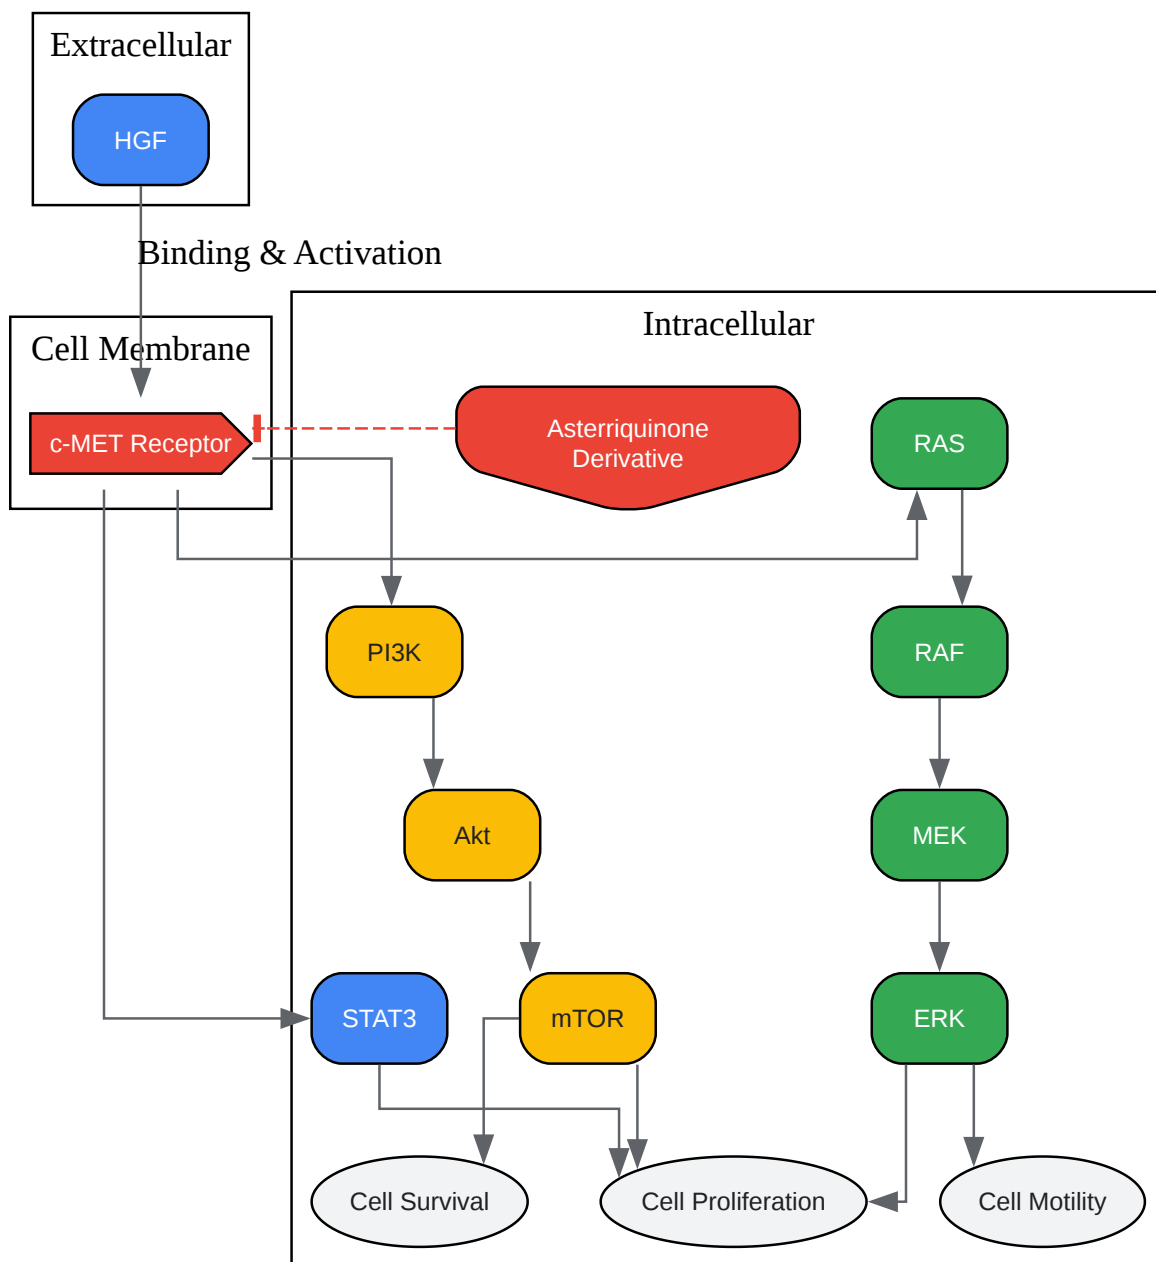 Extracellular
HGF
Binding & Activation
Cell Membrane
c-MET Receptor
Intracellular
Asterriquinone
Derivative
RAS
PI3K
RAF
Akt
MEK
STAT3
mTOR
ERK
Cell Survival
Cell Proliferation
Cell Motility